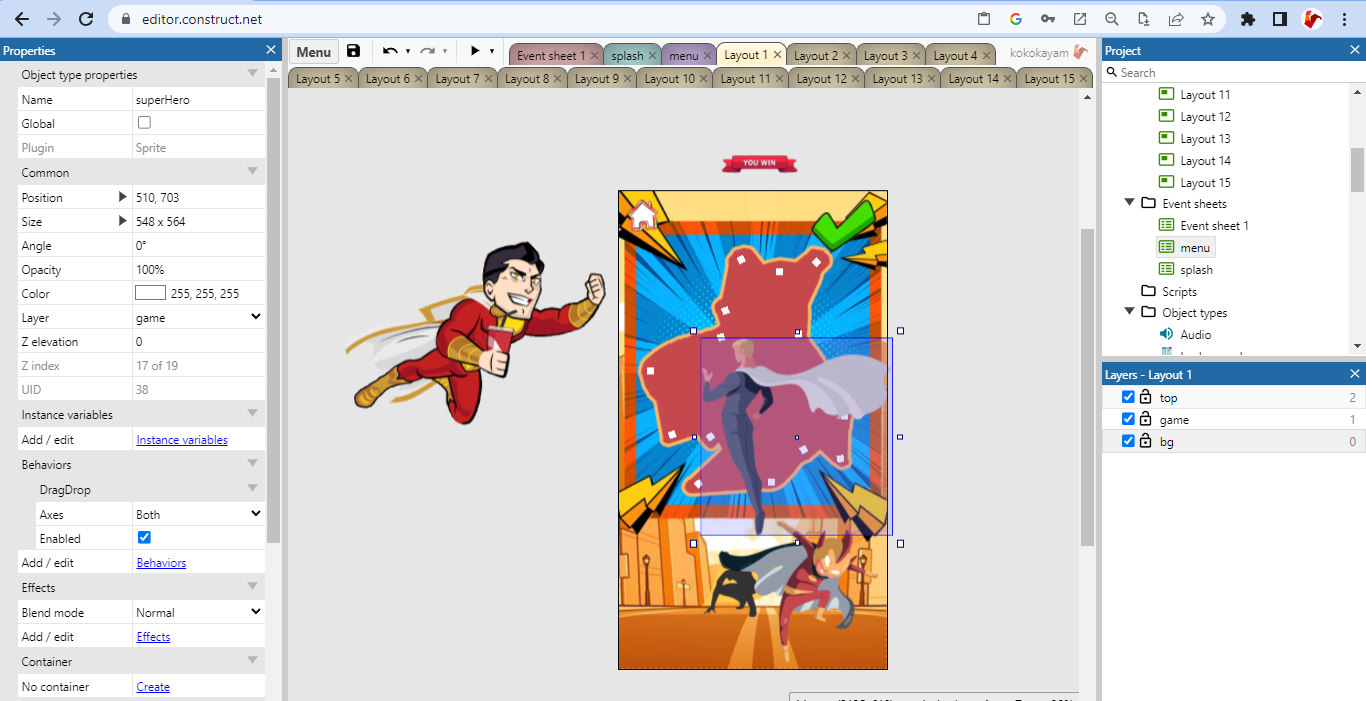 editor.construct.net
Properties
Object type properties
Name superHero
Global
Plugin Sprite
Common
Position 510, 703
Size 548 x 564
Angle 0°
Opacity 100%
Color 255, 255, 255
Layer game
Z elevation 0
Z index 17 of 19
UID 38
Instance variables
Add / edit Instance variables
Behaviors
DragDrop
Axes Both
Enabled
Add / edit Behaviors
Effects
Blend mode Normal
Add / edit Effects
Container
No container Create
Menu
Event sheet 1 splash menu Layout 1 Layout 2 Layout 3 Layout 4 kokokayam
Layout 5 Layout 6 Layout 7 Layout 8 Layout 9 Layout 10 Layout 11 Layout 12 Layout 13 Layout 14 Layout 15
YOU WIN
Project
Search
Layout 11
Layout 12
Layout 13
Layout 14
Layout 15
Event sheets
Event sheet 1
menu
splash
Scripts
Object types
Audio
Layers - Layout 1
top 2
game 1
bg 0